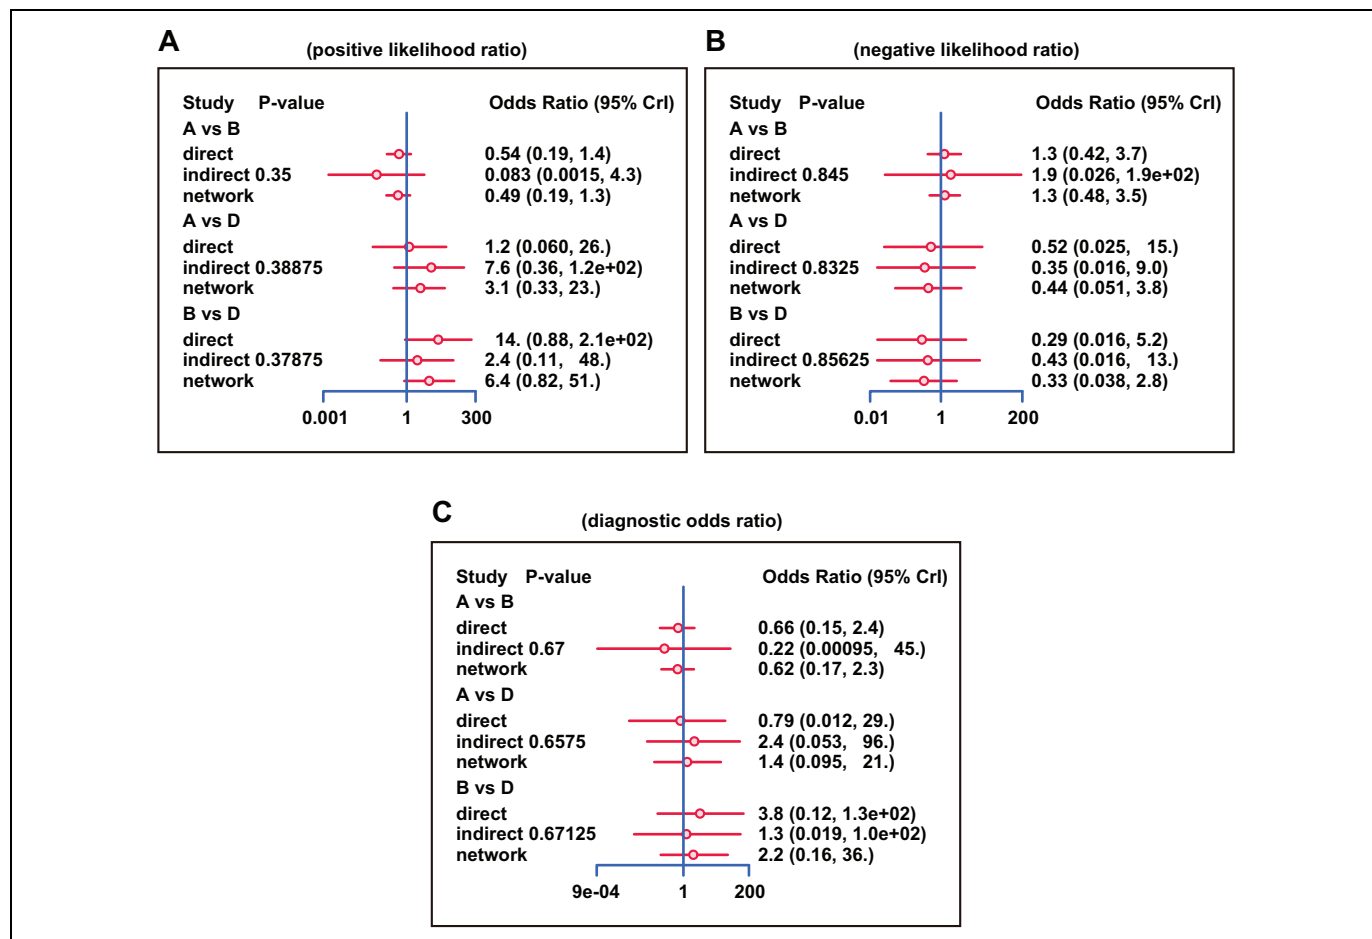 A
(positive likelihood ratio)
Study P-value Odds Ratio (95% CrI)
A vs B
direct 0.54 (0.19, 1.4)
indirect 0.35 0.083 (0.0015, 4.3)
network 0.49 (0.19, 1.3)
A vs D
direct 1.2 (0.060, 26.)
indirect 0.38875 7.6 (0.36, 1.2e+02)
network 3.1 (0.33, 23.)
B vs D
direct 14. (0.88, 2.1e+02)
indirect 0.37875 2.4 (0.11, 48.)
network 6.4 (0.82, 51.)
0.001 1 300
B
(negative likelihood ratio)
Study P-value Odds Ratio (95% CrI)
A vs B
direct 1.3 (0.42, 3.7)
indirect 0.845 1.9 (0.026, 1.9e+02)
network 1.3 (0.48, 3.5)
A vs D
direct 0.52 (0.025, 15.)
indirect 0.8325 0.35 (0.016, 9.0)
network 0.44 (0.051, 3.8)
B vs D
direct 0.29 (0.016, 5.2)
indirect 0.85625 0.43 (0.016, 13.)
network 0.33 (0.038, 2.8)
0.01 1 200
C
(diagnostic odds ratio)
Study P-value Odds Ratio (95% CrI)
A vs B
direct 0.66 (0.15, 2.4)
indirect 0.67 0.22 (0.00095, 45.)
network 0.62 (0.17, 2.3)
A vs D
direct 0.79 (0.012, 29.)
indirect 0.6575 2.4 (0.053, 96.)
network 1.4 (0.095, 21.)
B vs D
direct 3.8 (0.12, 1.3e+02)
indirect 0.67125 1.3 (0.019, 1.0e+02)
network 2.2 (0.16, 36.)
9e-04 1 200